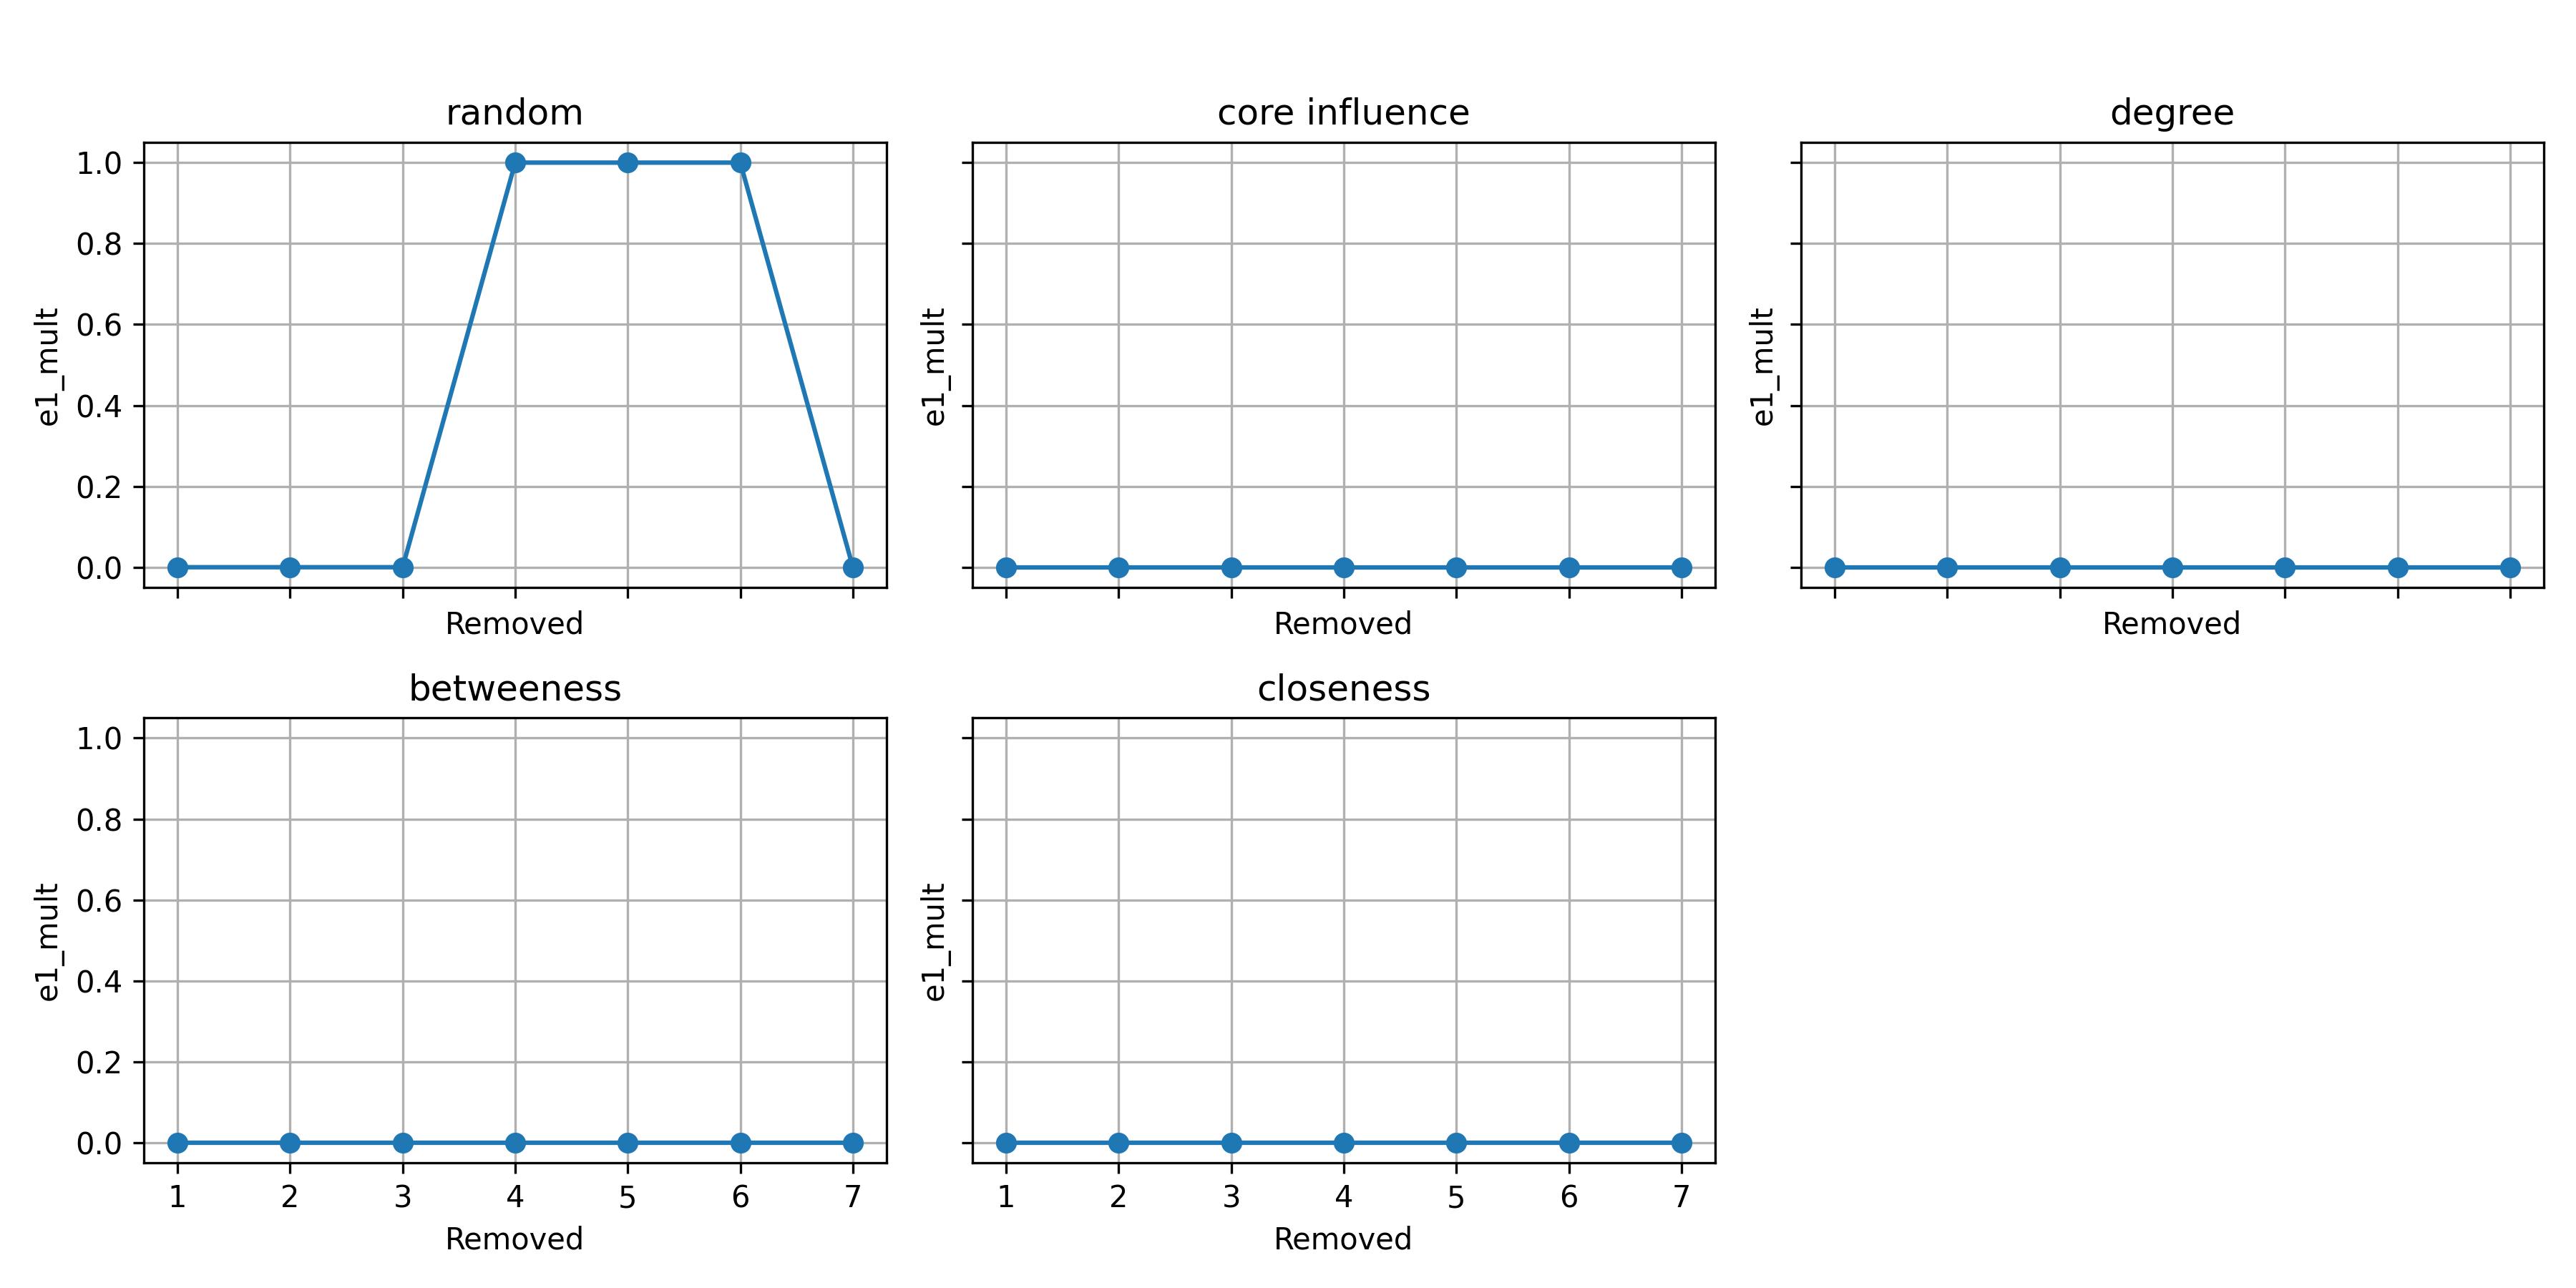 random
core influence
degree
1.0
0.8
0.6
0.4
0.2
0.0
e1_mult
e1_mult
e1_mult
Removed
Removed
Removed
betweeness
closeness
1.0
0.8
0.6
0.4
0.2
0.0
e1_mult
e1_mult
1 2 3 4 5 6 7
1 2 3 4 5 6 7
Removed
Removed